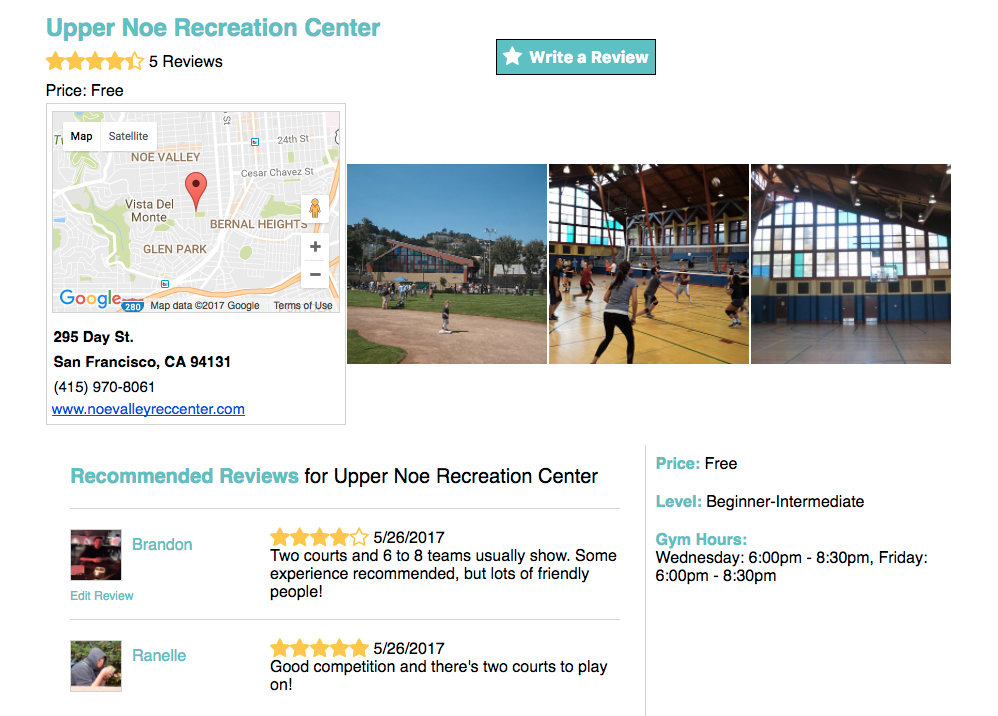 Upper Noe Recreation Center
5 Reviews
Write a Review
Price: Free
Map
Satellite
24th St
NOE VALLEY
Cesar Chavez St
Vista Del
Monte
BERNAL HEIGHTS
GLEN PARK
+
−
Google
280
Map data ©2017 Google
Terms of Use
295 Day St.
San Francisco, CA 94131
(415) 970-8061
www.noevalleyreccenter.com
Recommended Reviews for Upper Noe Recreation Center
Brandon
Edit Review
5/26/2017
Two courts and 6 to 8 teams usually show. Some
experience recommended, but lots of friendly
people!
Ranelle
5/26/2017
Good competition and there's two courts to play
on!
Price: Free
Level: Beginner-Intermediate
Gym Hours:
Wednesday: 6:00pm - 8:30pm, Friday:
6:00pm - 8:30pm